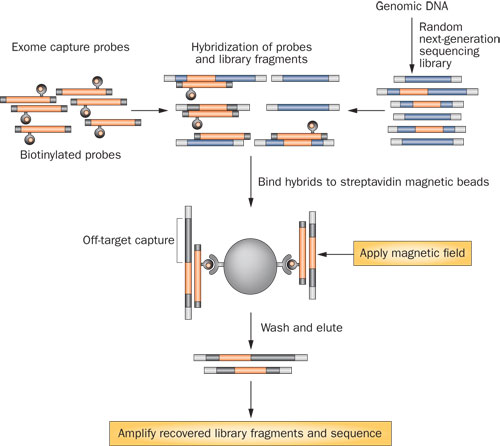 Genomic DNA
Random
next-generation
sequencing
library
Exome capture probes
Hybridization of probes
and library fragments
Biotinylated probes
Bind hybrids to streptavidin magnetic beads
Off-target capture
Apply magnetic field
Wash and elute
Amplify recovered library fragments and sequence